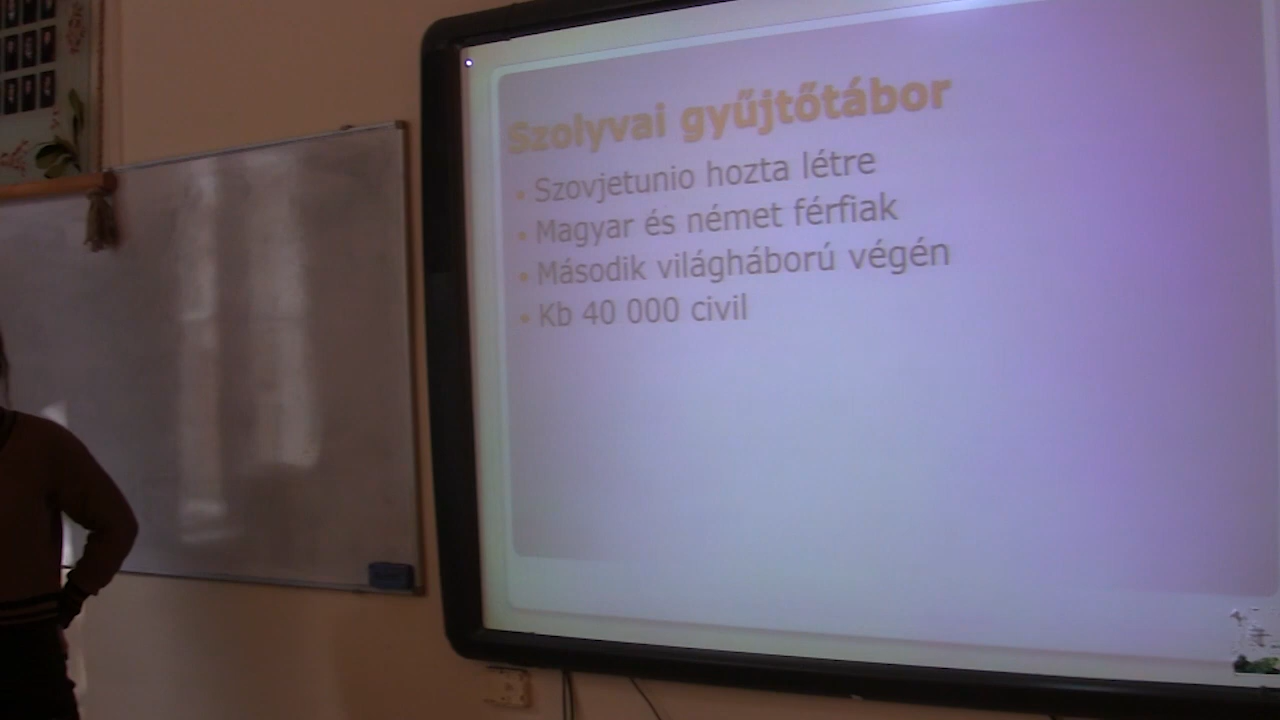 Szolyvai gyűjtőtábor
• Szovjetunio hozta létre
• Magyar és német férfiak
• Második világháború végén
• Kb 40 000 civil